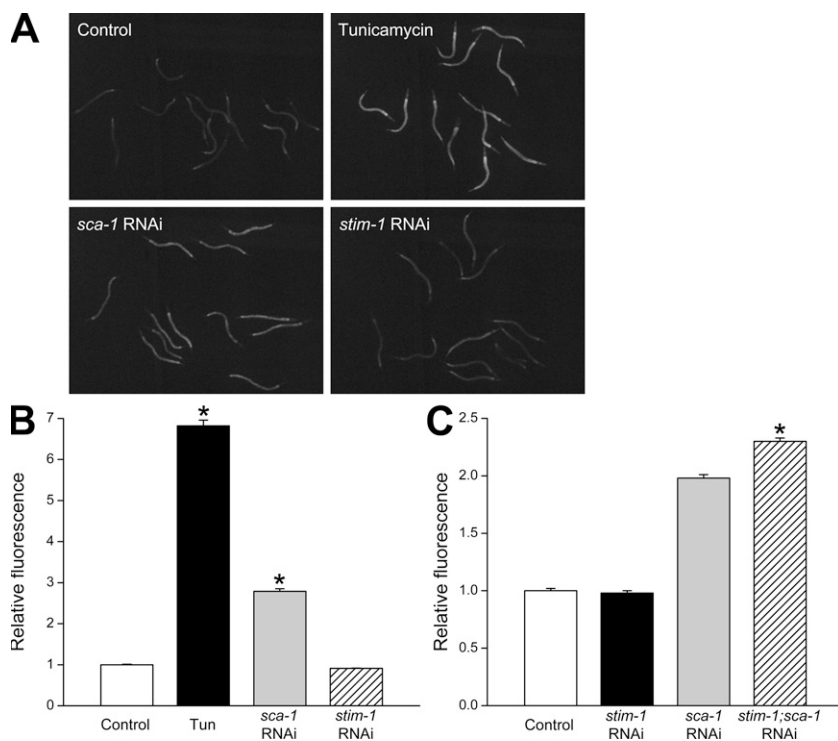 A
Control
Tunicamycin
sca-1 RNAi
stim-1 RNAi
B
Relative fluorescence
7
6
5
4
3
2
1
0
*
*
Control
Tun
sca-1
RNAi
stim-1
RNAi
C
Relative fluorescence
2.5
2.0
1.5
1.0
0.5
0.0
*
Control
stim-1
RNAi
sca-1
RNAi
stim-1;sca-1
RNAi